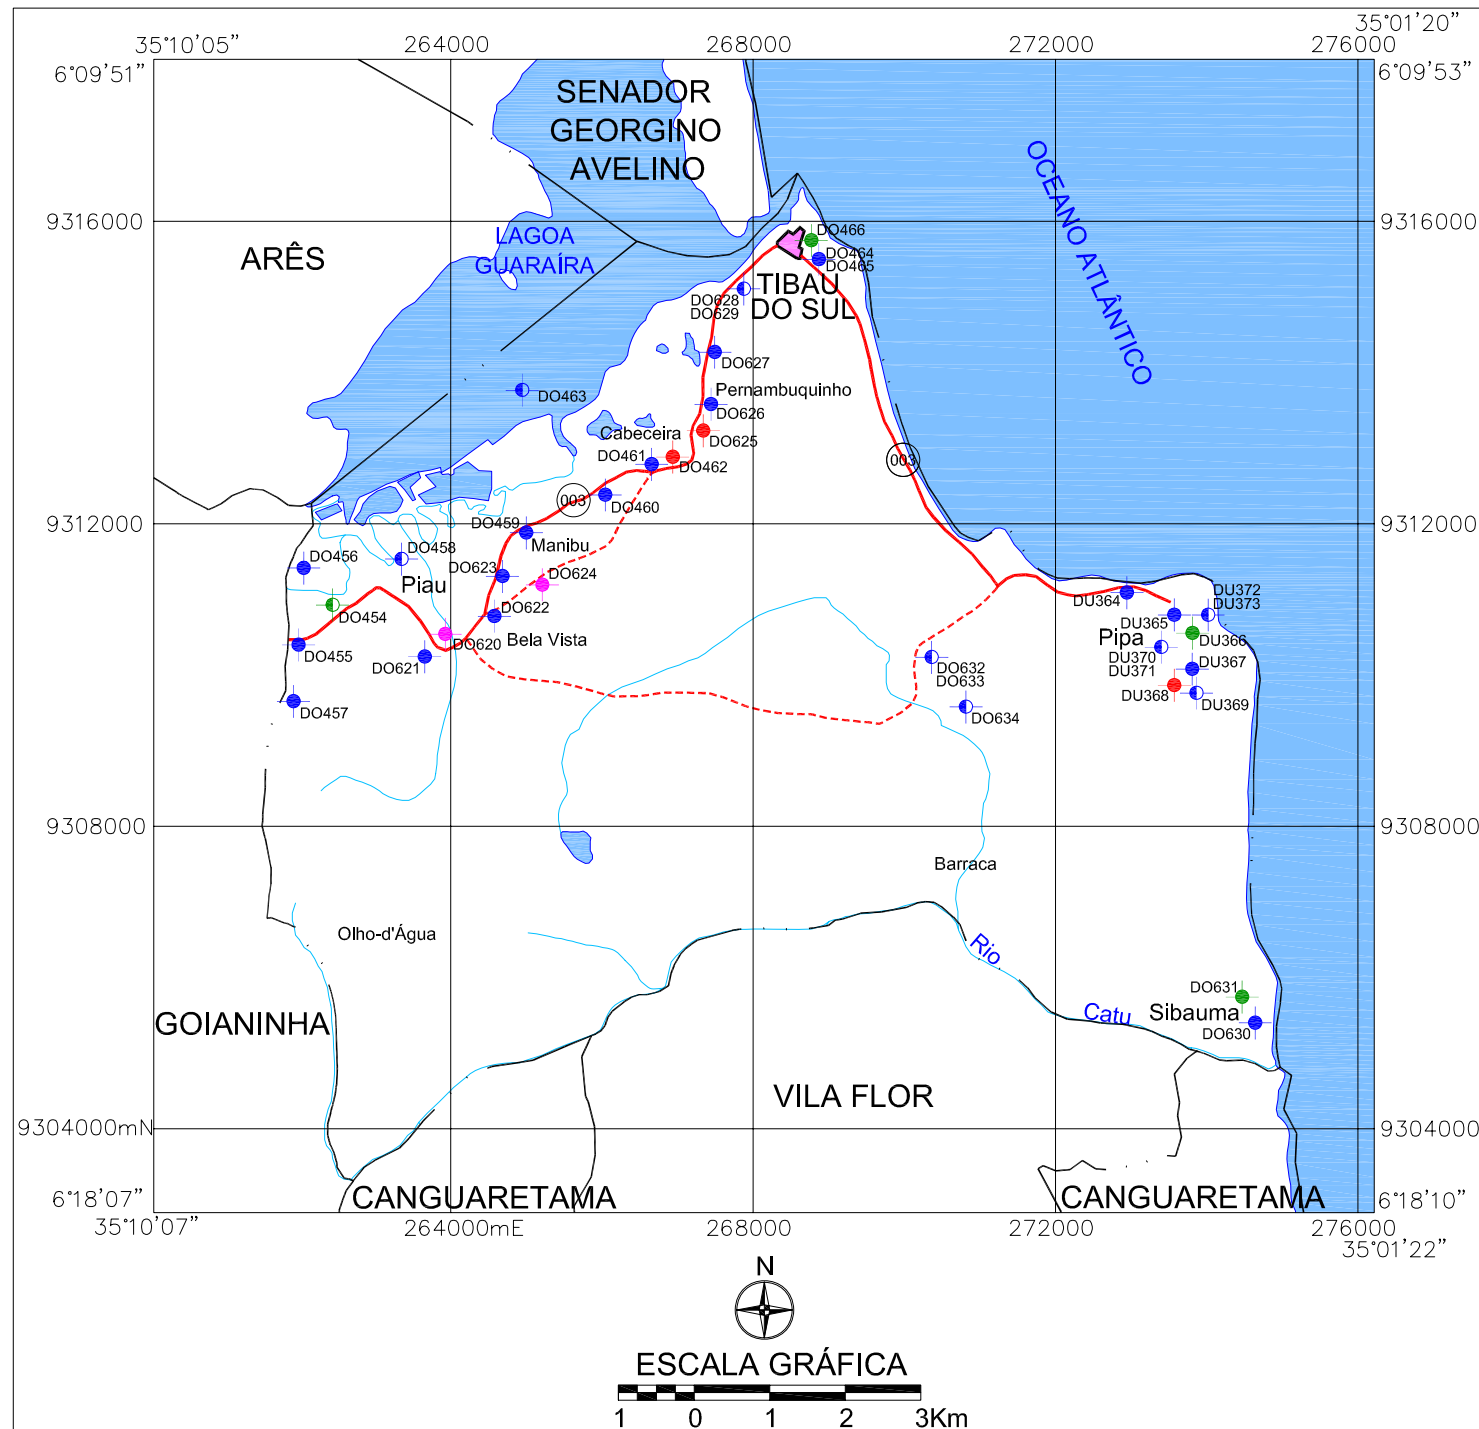 35°01'20"
35°10'05"
264000
268000
272000
276000
6°09'51"
6°09'53"
SENADOR
GEORGINO
AVELINO
OCEANO ATLÂNTICO
9316000
9316000
LAGOA
GUARAÍRA
ARÊS
DO466
DO464
DO465
TIBAU
DO SUL
DO628
DO629
DO627
Pernambuquinho
DO463
DO626
Cabeceira
DO625
DO461
DO462
003
003
DO460
9312000
9312000
DO459
Manibu
DO456
DO458
DO623
DO624
Piau
DO454
DO622
DO620
Bela Vista
DO455
DO621
DO457
DU364
DU372
DU373
DU365
Pipa
DU366
DU370
DU371
DU367
DU368
DU369
DO632
DO633
DO634
9308000
9308000
Barraca
Olho-d'Água
Rio
Catu
DO631
Sibauma
DO630
GOIANINHA
VILA FLOR
9304000mN
9304000
CANGUARETAMA
CANGUARETAMA
6°18'07"
6°18'10"
35°10'07"
264000mE
268000
272000
276000
35°01'22"
N
ESCALA GRÁFICA
1 0 1 2 3Km